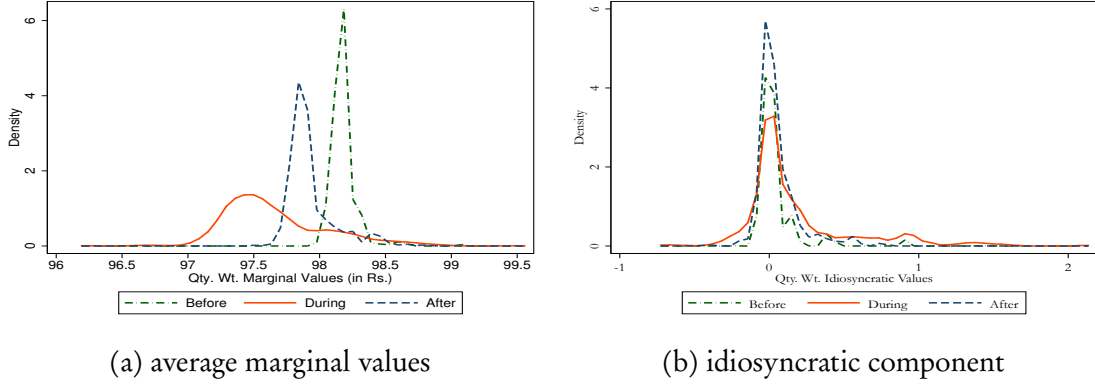 6
4
Density
2
0
96 96.5 97 97.5 98 98.5 99 99.5
Qty. Wt. Marginal Values (in Rs.)
Before During After
(a) average marginal values
6
4
Density
2
0
-1 0 1 2
Qty. Wt. Idiosyncratic Values
Before During After
(b) idiosyncratic component